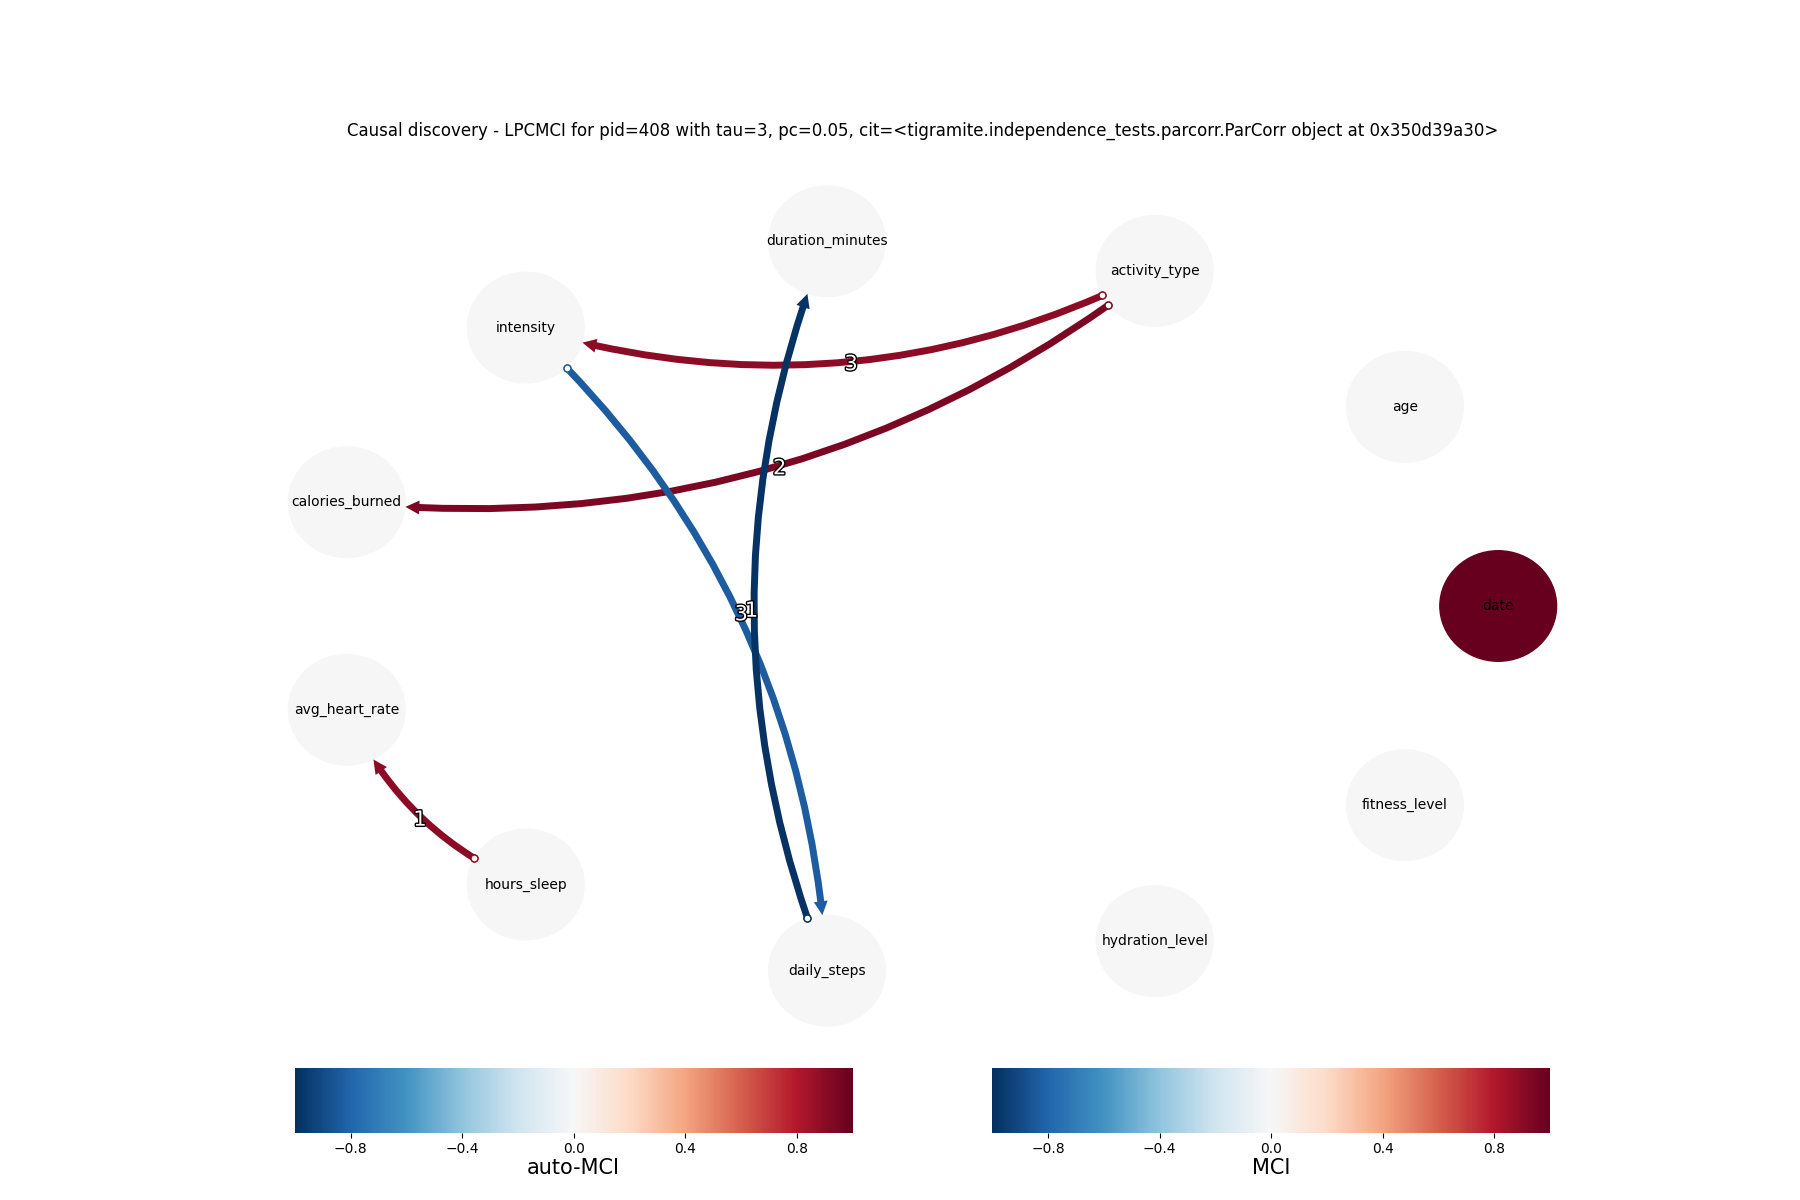 Causal discovery - LPCMCI for pid=408 with tau=3, pc=0.05, cit=<tigramite.independence_tests.parcorr.ParCorr object at 0x350d39a30>
duration_minutes
activity_type
intensity
3
age
2
calories_burned
date
3 1
avg_heart_rate
fitness_level
1
hours_sleep
hydration_level
daily_steps
−0.8 −0.4 0.0 0.4 0.8
auto-MCI
−0.8 −0.4 0.0 0.4 0.8
MCI